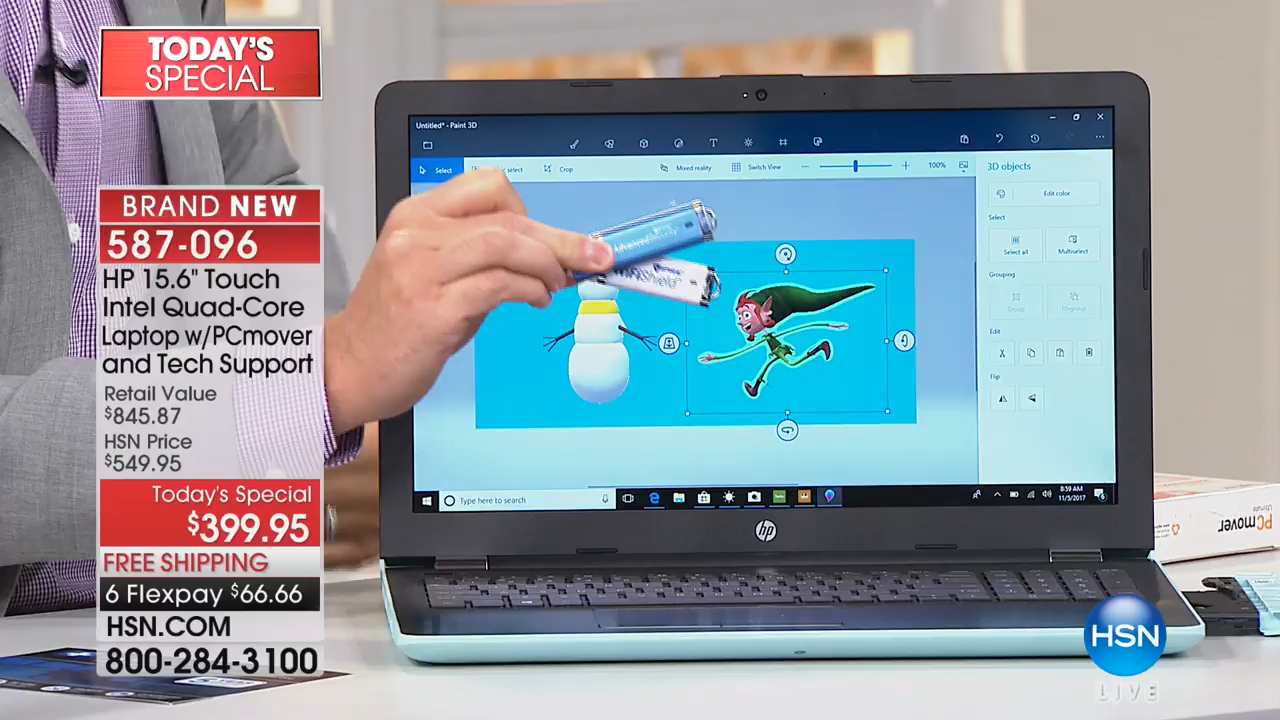 TODAY'S
SPECIAL
BRAND NEW
587-096
HP 15.6" Touch
Intel Quad-Core
Laptop w/PCmover
and Tech Support
Retail Value
$845.87
HSN Price
$549.95
Today's Special
$399.95
FREE SHIPPING
6 Flexpay $66.66
HSN.COM
800-284-3100
Untitled* - Paint 3D
Select
select
Crop
Mixed reality
Switch View
100%
3D objects
Edit color
Select
Select all
Multiselect
Grouping
Group
Ungroup
Edit
Flip
Type here to search
8:59 AM
11/5/2017
hp
PCmover
Ultimate
HSN
LIVE